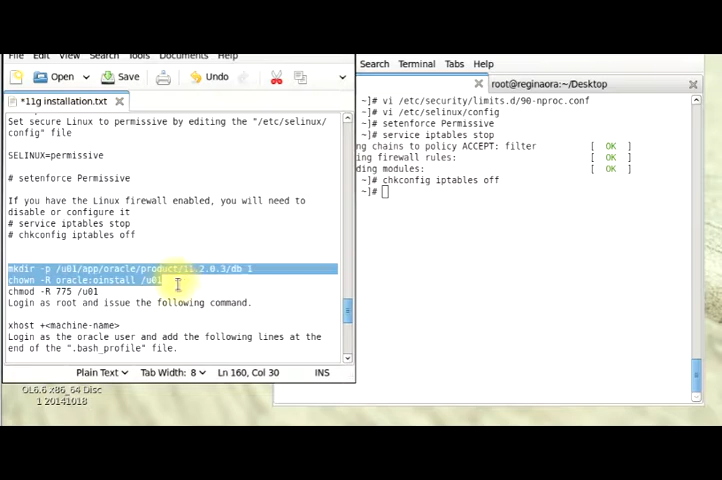 File Edit View Search Tools Documents Help
Open Save Undo
*11g installation.txt
Set secure Linux to permissive by editing the "/etc/selinux/
config" file
SELINUX=permissive
# setenforce Permissive
If you have the Linux firewall enabled, you will need to
disable or configure it
# service iptables stop
# chkconfig iptables off
mkdir -p /u01/app/oracle/product/11.2.0.3/db_1
chown -R oracle:oinstall /u01
chmod -R 775 /u01
Login as root and issue the following command.
xhost +<machine-name>
Login as the oracle user and add the following lines at the
end of the ".bash_profile" file.
Plain Text Tab Width: 8 Ln 160, Col 30 INS
OL6.6 x86_64 Disc
1 20141018
Search Terminal Tabs Help
root@reginaora:~/Desktop
~]# vi /etc/security/limits.d/90-nproc.conf
~]# vi /etc/selinux/config
~]# setenforce Permissive
~]# service iptables stop
ng chains to policy ACCEPT: filter [ OK ]
ng firewall rules: [ OK ]
ding modules: [ OK ]
~]# chkconfig iptables off
~]#